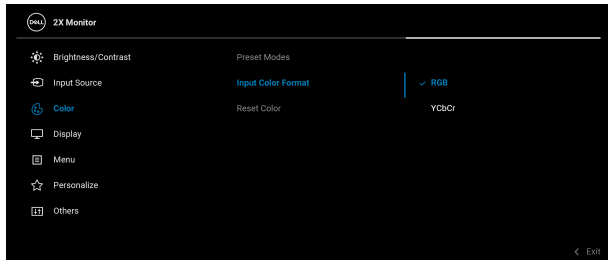 DELL 2X Monitor
Brightness/Contrast
Input Source
Color
Display
Menu
Personalize
Others
Preset Modes
Input Color Format
Reset Color
RGB
YCbCr
Exit